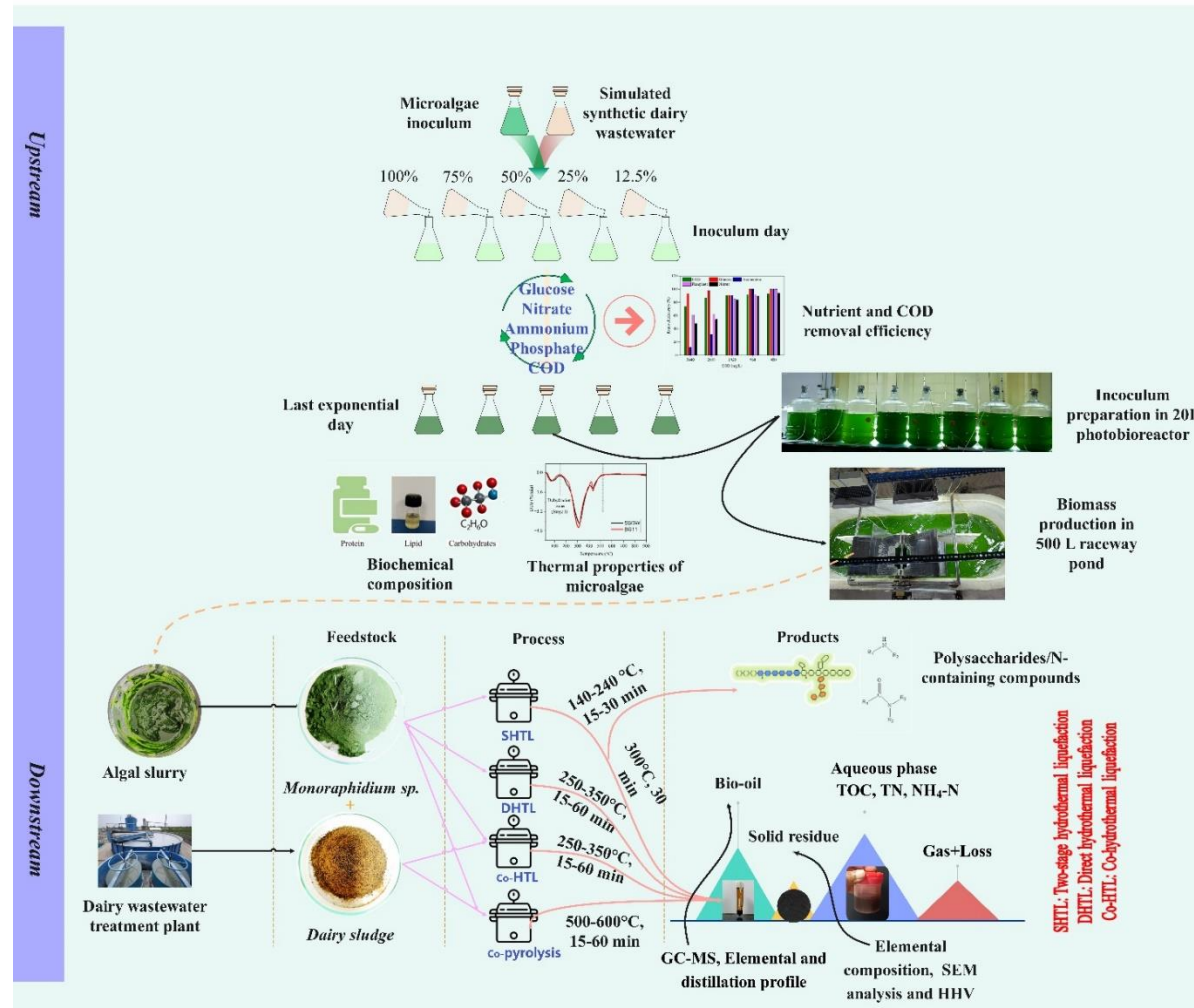 Upstream
Microalgae
inoculum
Simulated
synthetic dairy
wastewater
100%
75%
50%
25%
12.5%
Inoculum day
Glucose
Nitrate
Ammonium
Phosphate
COD
Nutrient and COD
removal efficiency
Last exponential
day
Incoculum
preparation in 20L
photobioreactor
Protein
Lipid
C₂H₆O
Carbohydrates
Biochemical
composition
Thermal properties of
microalgae
Biomass
production in
500 L raceway
pond
Downstream
Feedstock
Process
Products
Algal slurry
Monoraphidium sp.
+
Dairy sludge
Dairy wastewater
treatment plant
SHTL
140-240 °C,
15-30 min
300°C, 30
min
DHTL
250-350°C,
15-60 min
Co-HTL
250-350°C,
15-60 min
Co-pyrolysis
500-600°C,
15-60 min
Polysaccharides/N-
containing compounds
Bio-oil
Solid residue
Aqueous phase
TOC, TN, NH₄-N
Gas+Loss
GC-MS, Elemental and
distillation profile
Elemental
composition, SEM
analysis and HHV
SHTL: Two-stage hydrothermal liquefaction
DHTL: Direct hydrothermal liquefaction
Co-HTL: Co-hydrothermal liquefaction